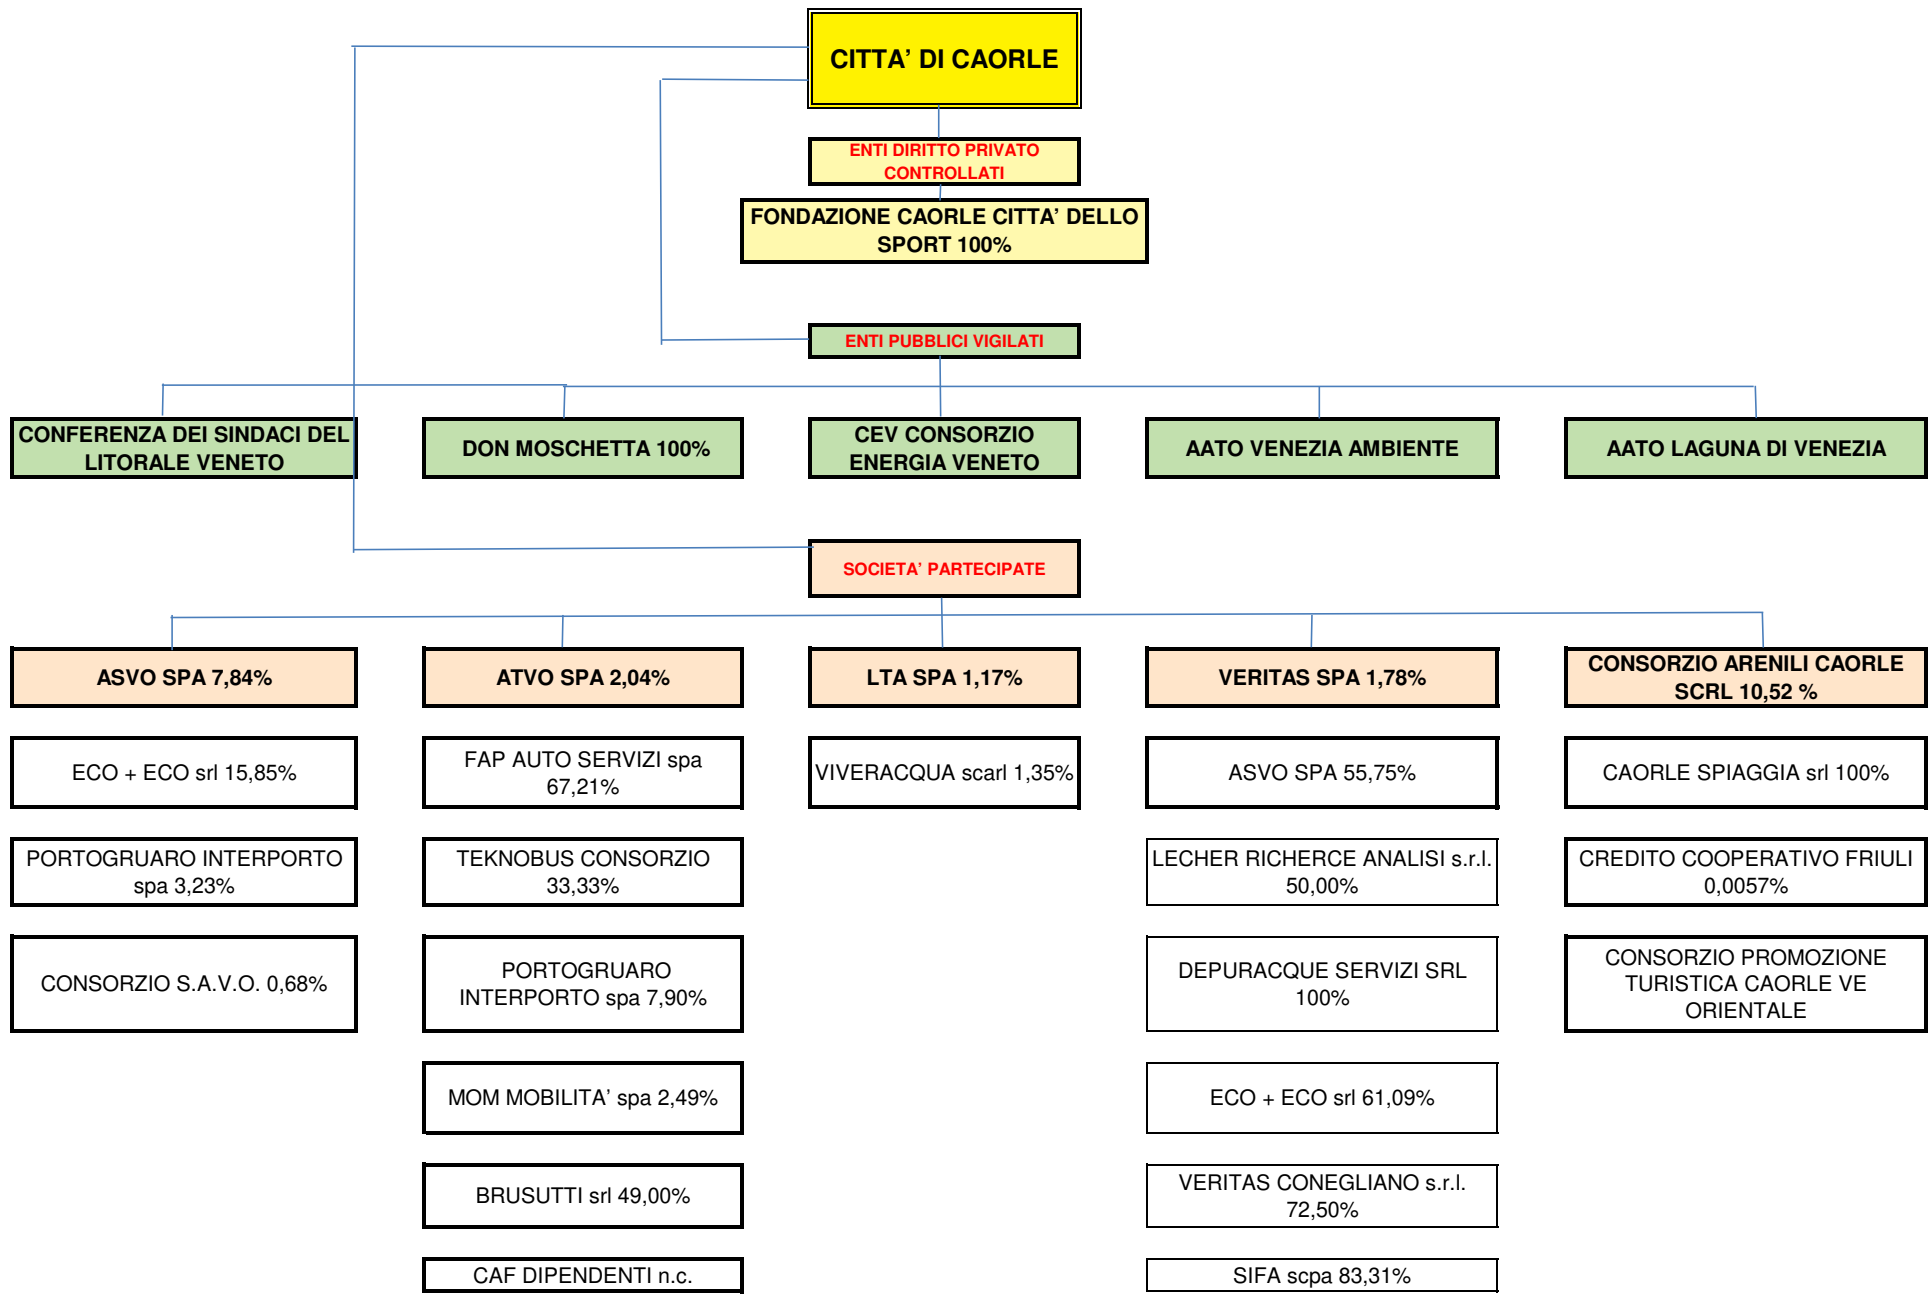 CITTA' DI CAORLE
ENTI DIRITTO PRIVATO
CONTROLLATI
FONDAZIONE CAORLE CITTA' DELLO
SPORT 100%
ENTI PUBBLICI VIGILATI
CONFERENZA DEI SINDACI DEL
LITORALE VENETO
DON MOSCHETTA 100%
CEV CONSORZIO
ENERGIA VENETO
AATO VENEZIA AMBIENTE
AATO LAGUNA DI VENEZIA
SOCIETA' PARTECIPATE
ASVO SPA 7,84%
ATVO SPA 2,04%
LTA SPA 1,17%
VERITAS SPA 1,78%
CONSORZIO ARENILI CAORLE
SCRL 10,52 %
ECO + ECO srl 15,85%
FAP AUTO SERVIZI spa
67,21%
VIVERACQUA scarl 1,35%
ASVO SPA 55,75%
CAORLE SPIAGGIA srl 100%
PORTOGRUARO INTERPORTO
spa 3,23%
TEKNOBUS CONSORZIO
33,33%
LECHER RICHERCE ANALISI s.r.l.
50,00%
CREDITO COOPERATIVO FRIULI
0,0057%
CONSORZIO S.A.V.O. 0,68%
PORTOGRUARO
INTERPORTO spa 7,90%
DEPURACQUE SERVIZI SRL
100%
CONSORZIO PROMOZIONE
TURISTICA CAORLE VE
ORIENTALE
MOM MOBILITA' spa 2,49%
ECO + ECO srl 61,09%
BRUSUTTI srl 49,00%
VERITAS CONEGLIANO s.r.l.
72,50%
CAF DIPENDENTI n.c.
SIFA scpa 83,31%